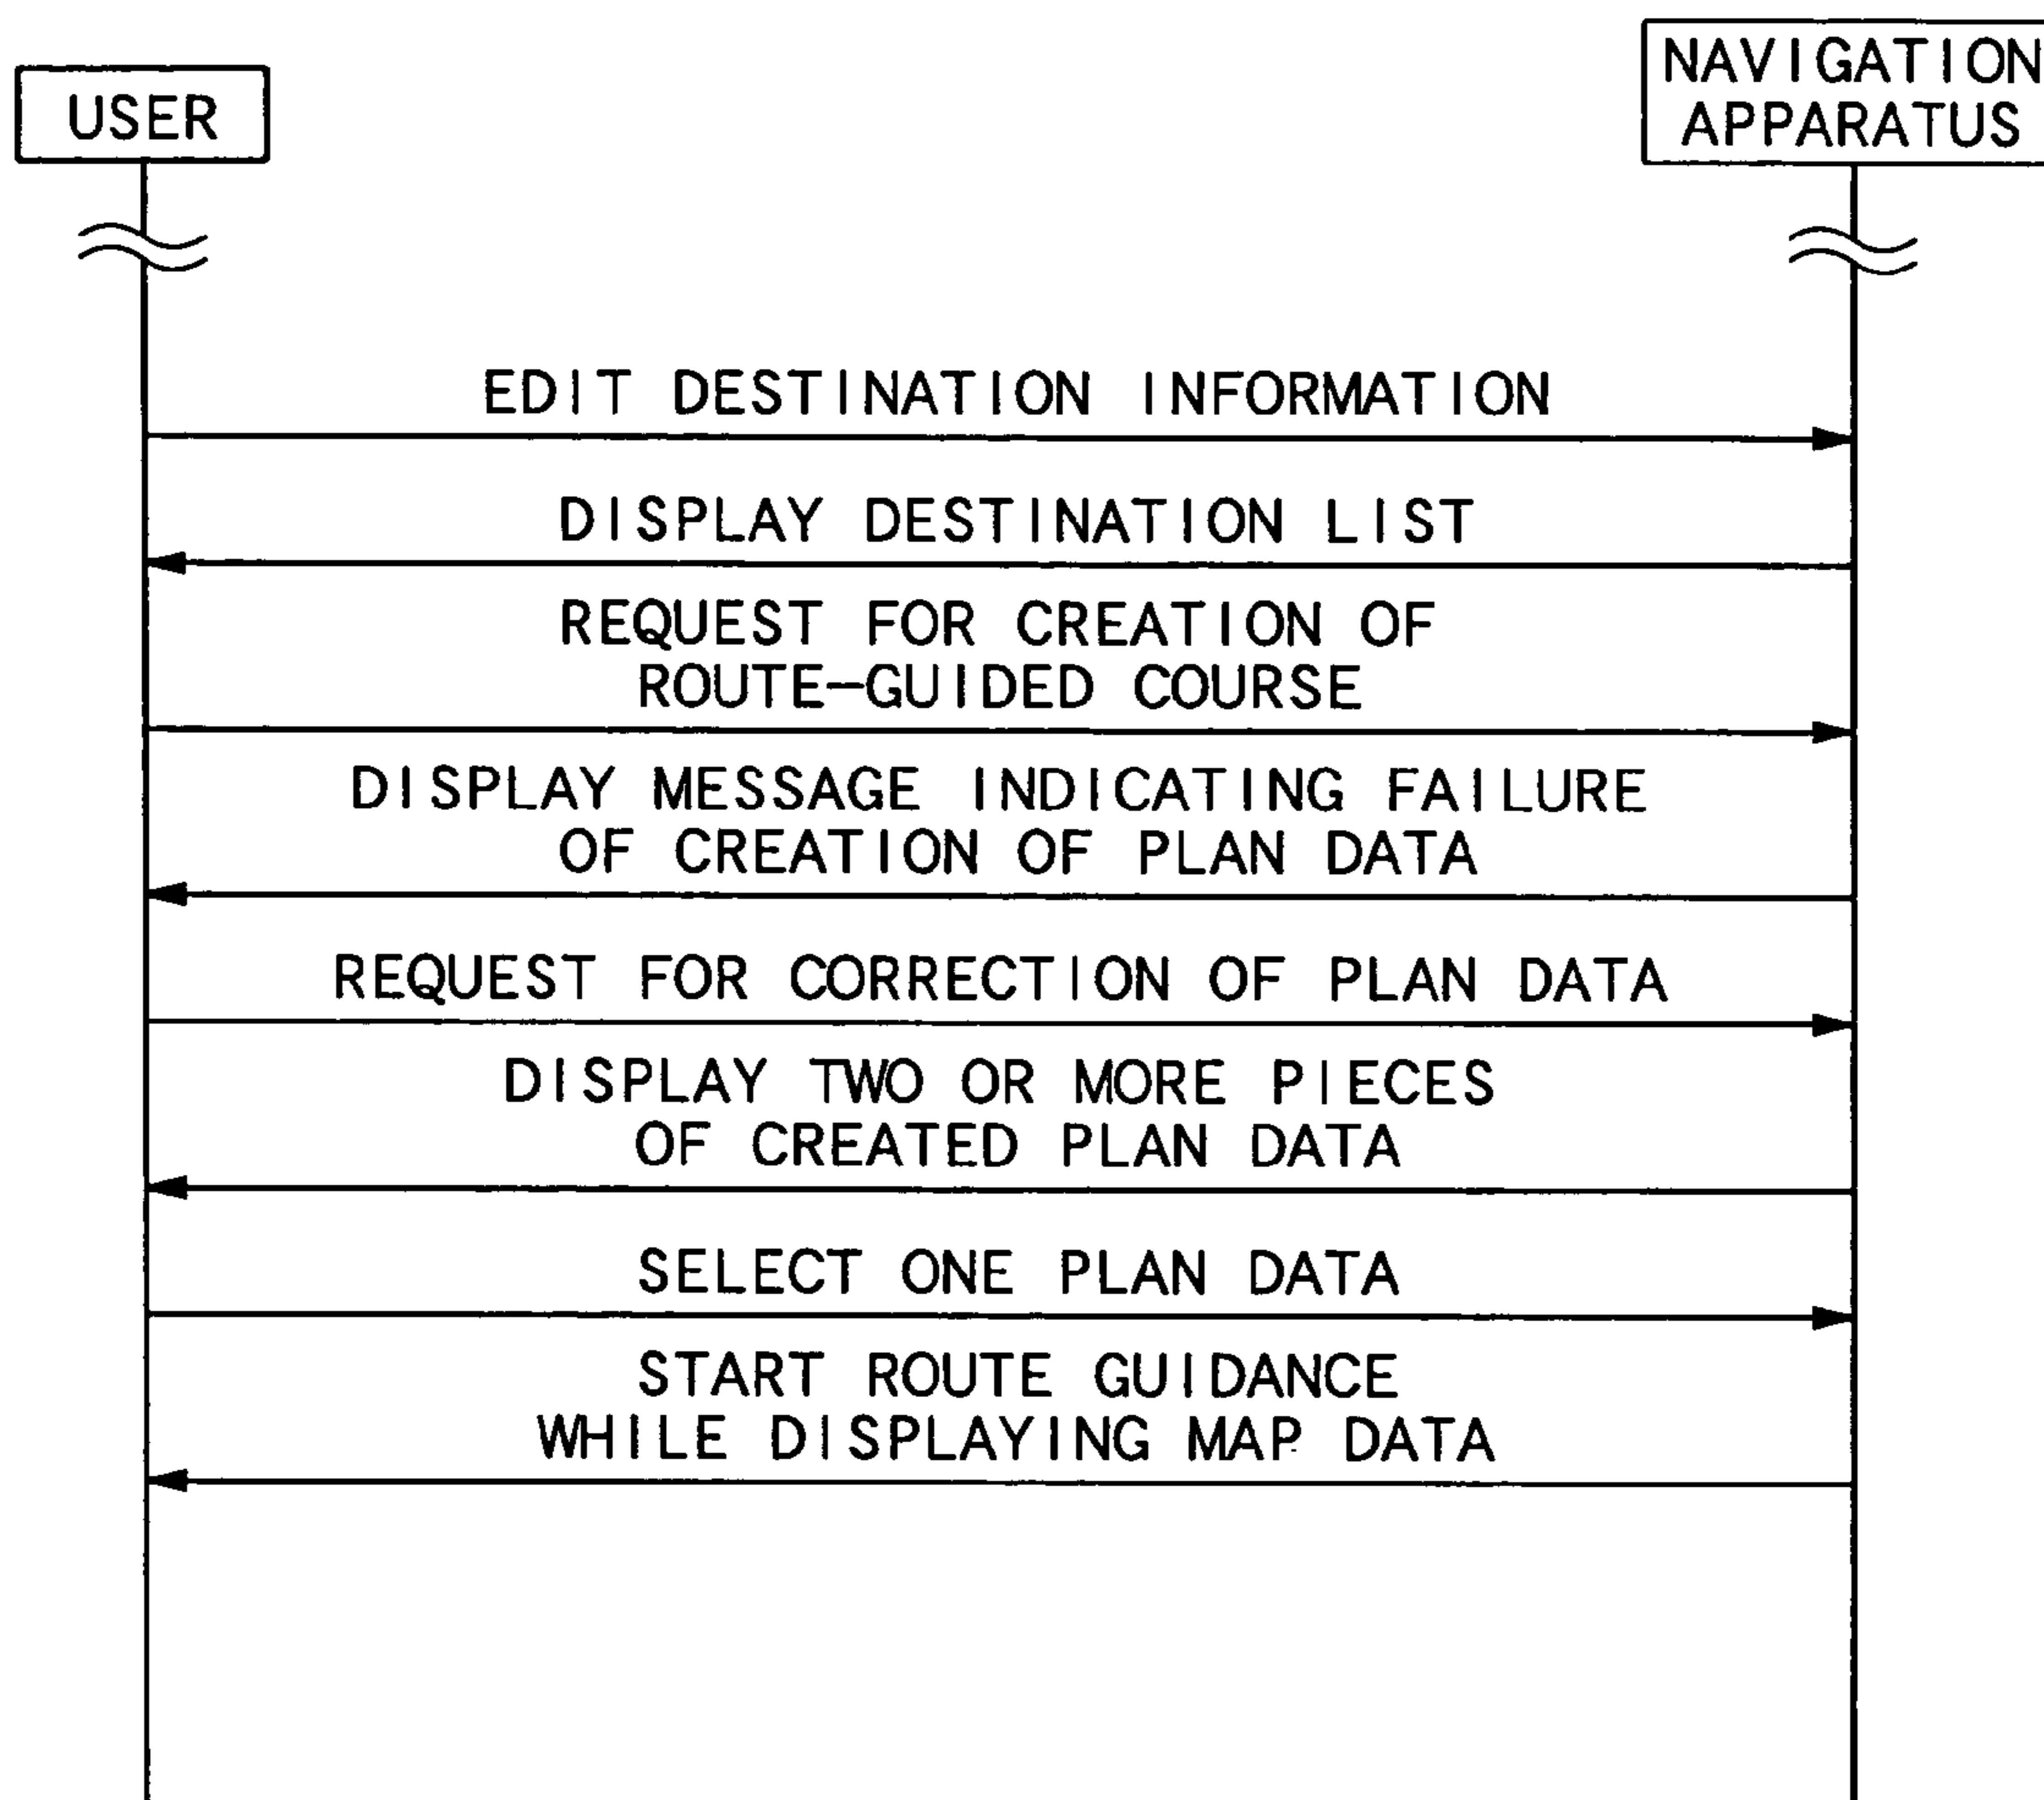 USER
NAVIGATION
APPARATUS
EDIT DESTINATION INFORMATION
DISPLAY DESTINATION LIST
REQUEST FOR CREATION OF
ROUTE-GUIDED COURSE
DISPLAY MESSAGE INDICATING FAILURE
OF CREATION OF PLAN DATA
REQUEST FOR CORRECTION OF PLAN DATA
DISPLAY TWO OR MORE PIECES
OF CREATED PLAN DATA
SELECT ONE PLAN DATA
START ROUTE GUIDANCE
WHILE DISPLAYING MAP DATA